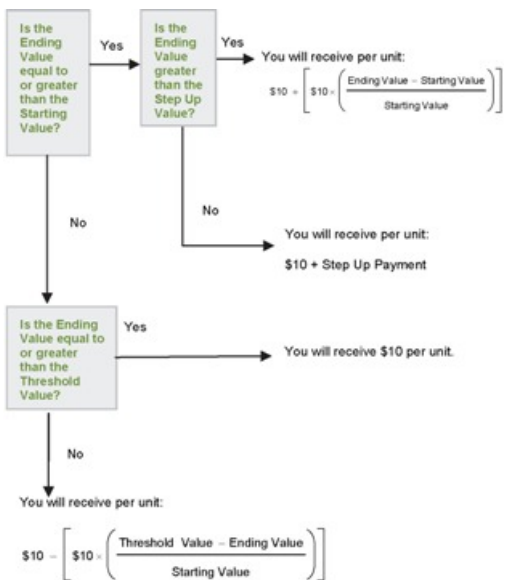 Is the
Ending
Value
equal to
or greater
than the
Starting
Value?
Yes
Is the
Ending
Value
greater
than the
Step Up
Value?
Yes
You will receive per unit:
$10 + [ $10 × ( Ending Value – Starting Value
Starting Value ) ]
No
No
You will receive per unit:
$10 + Step Up Payment
Is the Ending
Value equal to
or greater
than the
Threshold
Value?
Yes
You will receive $10 per unit.
No
You will receive per unit:
$10 – [ $10 × ( Threshold Value – Ending Value
Starting Value ) ]